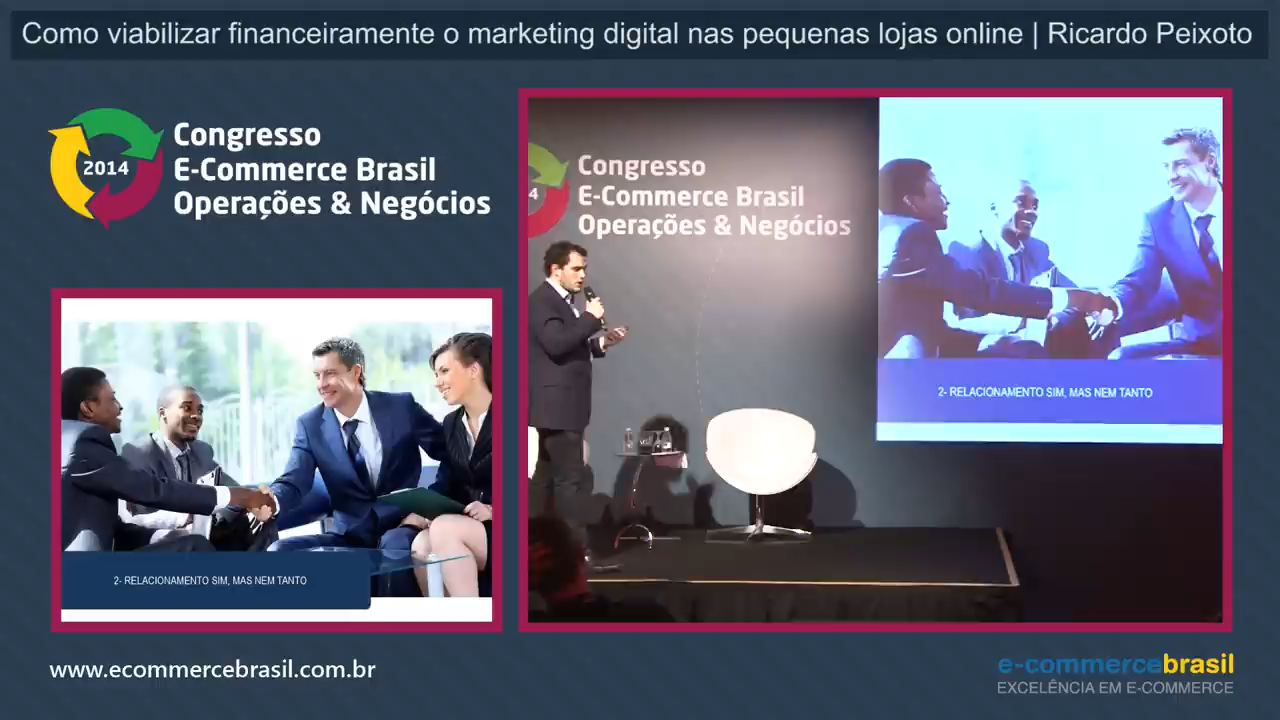 Como viabilizar financeiramente o marketing digital nas pequenas lojas online | Ricardo Peixoto
2014
Congresso
E-Commerce Brasil
Operações & Negócios
4
Congresso
E-Commerce Brasil
Operações & Negócios
2- RELACIONAMENTO SIM, MAS NEM TANTO
2- RELACIONAMENTO SIM, MAS NEM TANTO
www.ecommercebrasil.com.br
e-commercebrasil
EXCELÊNCIA EM E-COMMERCE